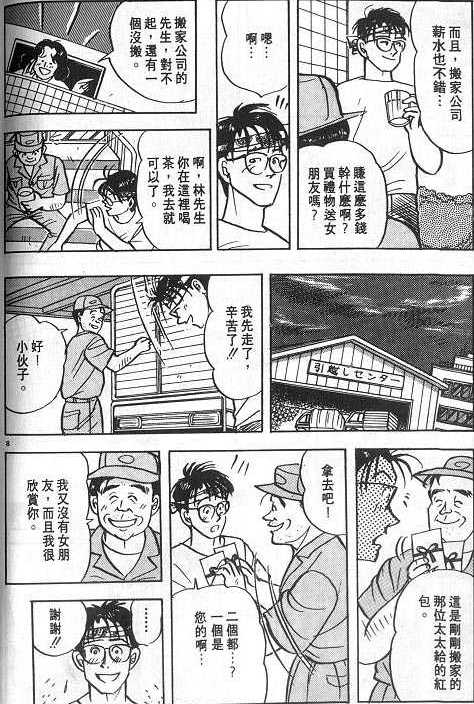 而且，搬家公司
薪水也不錯…
賺這麼多錢
幹什麼啊？
買禮物送女
朋友嗎？
嗯…
啊…
搬家公司的
先生，對不
起，還有一
個沒搬。
啊，林先生
你在這裡喝
茶，我去就
可以了。
引越しセンター
我先走了，
辛苦了!!
好！
小伙子。
8
這是剛剛搬家的
那位太太給的紅
包。
拿去吧！
二個都…？
一個是
您的啊…
我又沒有女朋
友，而且我很
欣賞你。
……
謝謝!!